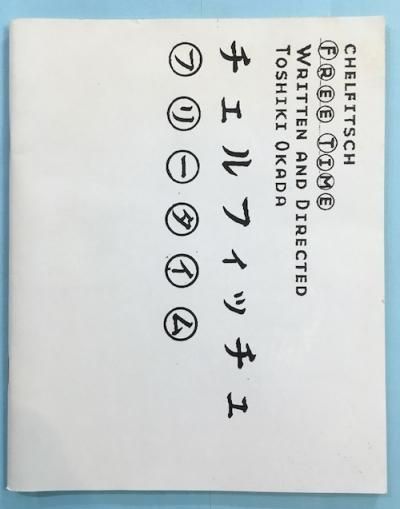 CHELFITSCH
FREE TIME
WRITTEN AND DIRECTED
TOSHIKI OKADA
チェルフィッチュ
フリータイム